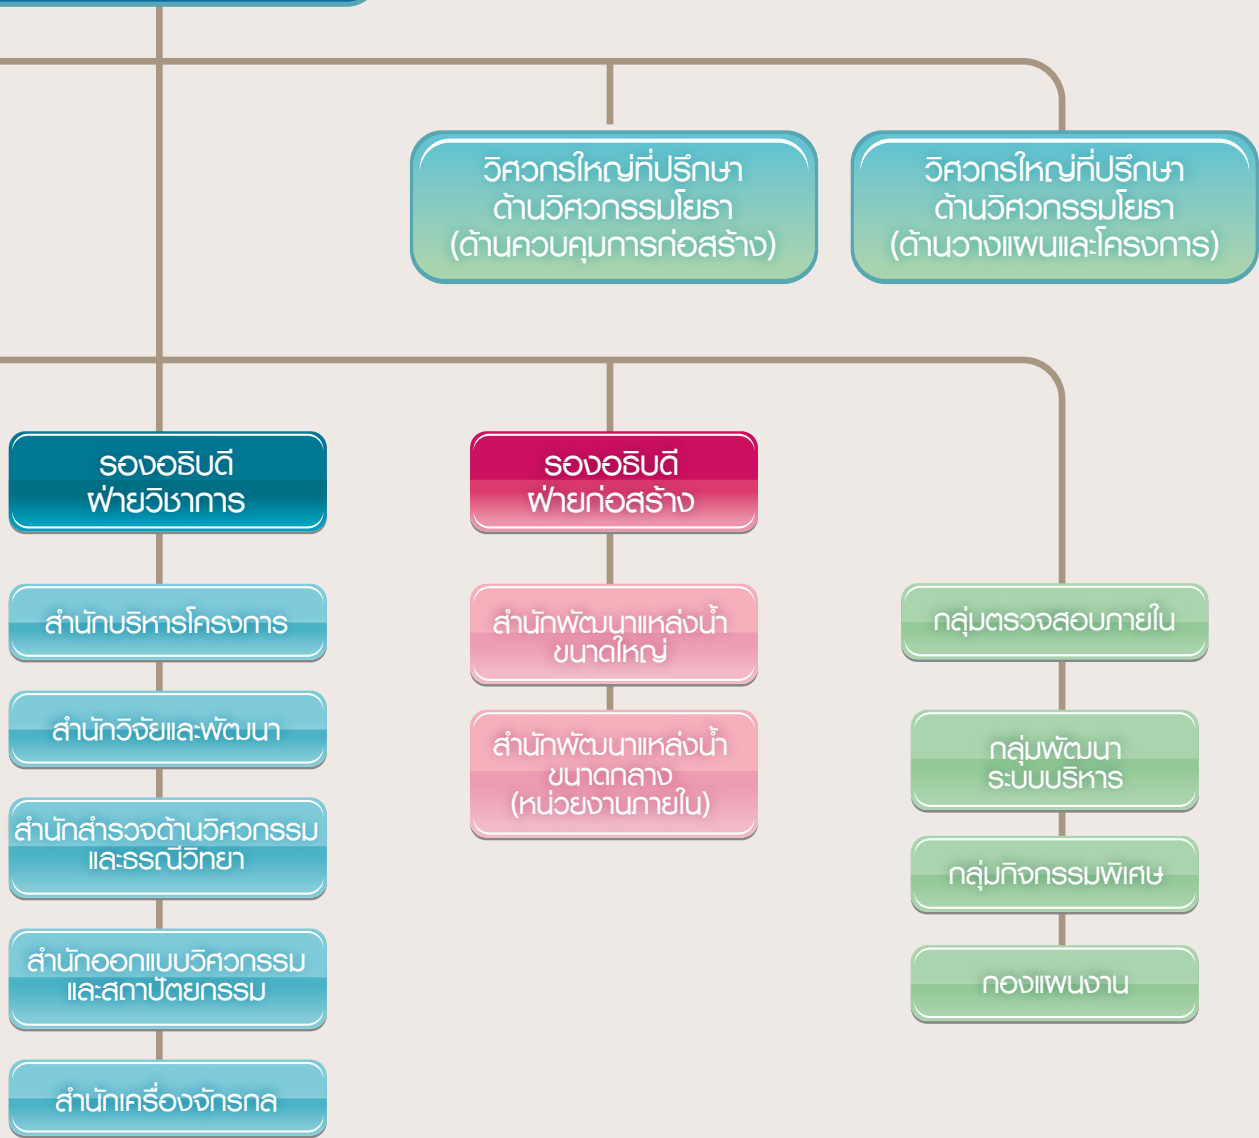 วิศวกรใหญ่ที่ปรึกษา
ด้านวิศวกรรมโยธา
(ด้านควบคุมการก่อสร้าง)
วิศวกรใหญ่ที่ปรึกษา
ด้านวิศวกรรมโยธา
(ด้านวางแผนและโครงการ)
รองอธิบดี
ฝ่ายวิชาการ
สำนักบริหารโครงการ
สำนักวิจัยและพัฒนา
สำนักสำรวจด้านวิศวกรรม
และธรณีวิทยา
สำนักออกแบบวิศวกรรม
และสถาปัตยกรรม
สำนักเครื่องจักรกล
รองอธิบดี
ฝ่ายก่อสร้าง
สำนักพัฒนาแหล่งน้ำ
ขนาดใหญ่
สำนักพัฒนาแหล่งน้ำ
ขนาดกลาง
(หน่วยงานภายใน)
กลุ่มตรวจสอบภายใน
กลุ่มพัฒนา
ระบบบริหาร
กลุ่มกิจกรรมพิเศษ
กองแผนงาน